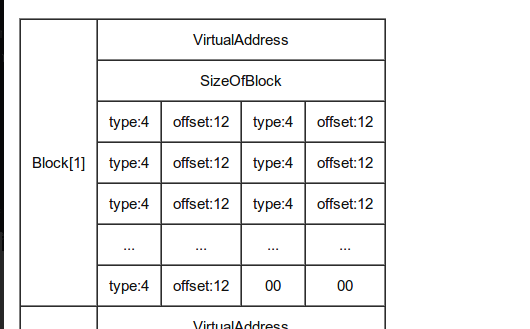 VirtualAddress
SizeOfBlock
type:4 offset:12 type:4 offset:12
Block[1] type:4 offset:12 type:4 offset:12
type:4 offset:12 type:4 offset:12
... ... ... ...
type:4 offset:12 00 00
VirtualAddress